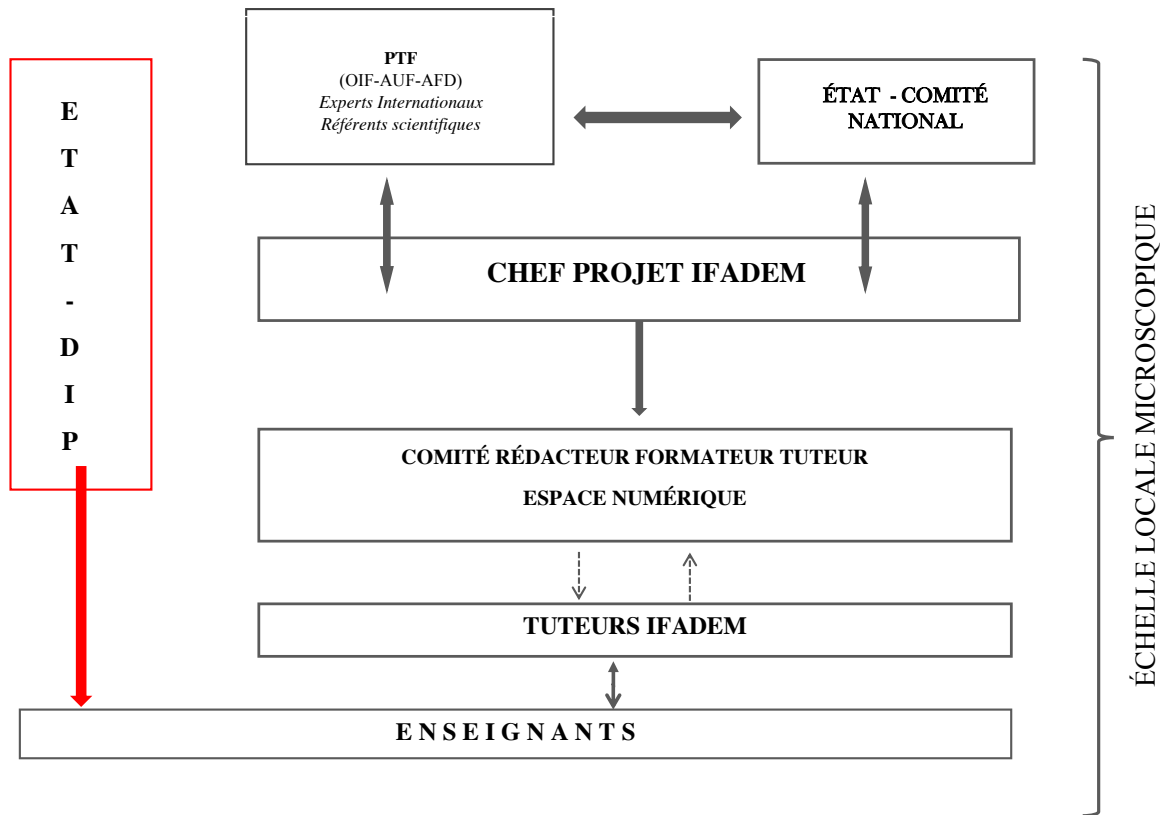 E
T
A
T
-
D
I
P
PTF
(OIF-AUF-AFD)
Experts Internationaux
Référents scientifiques
ÉTAT - COMITÉ
NATIONAL
CHEF PROJET IFADEM
COMITÉ RÉDACTEUR FORMATEUR TUTEUR
ESPACE NUMÉRIQUE
TUTEURS IFADEM
E N S E I G N A N T S
ÉCHELLE LOCALE MICROSCOPIQUE